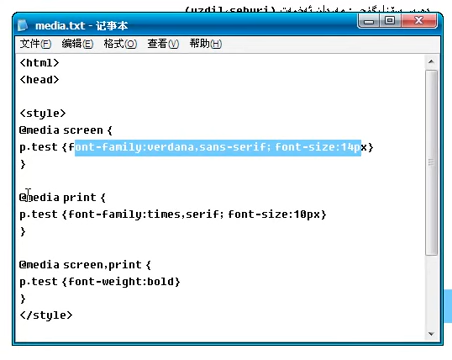 (uzdil,seburi)
media.txt - 记事本
文件(F) 编辑(E) 格式(O) 查看(V) 帮助(H)
<html>
<head>
<style>
@media screen {
p.test {font-family:verdana,sans-serif; font-size:14px}
}
@media print {
p.test {font-family:times,serif; font-size:10px}
}
@media screen,print {
p.test {font-weight:bold}
}
</style>